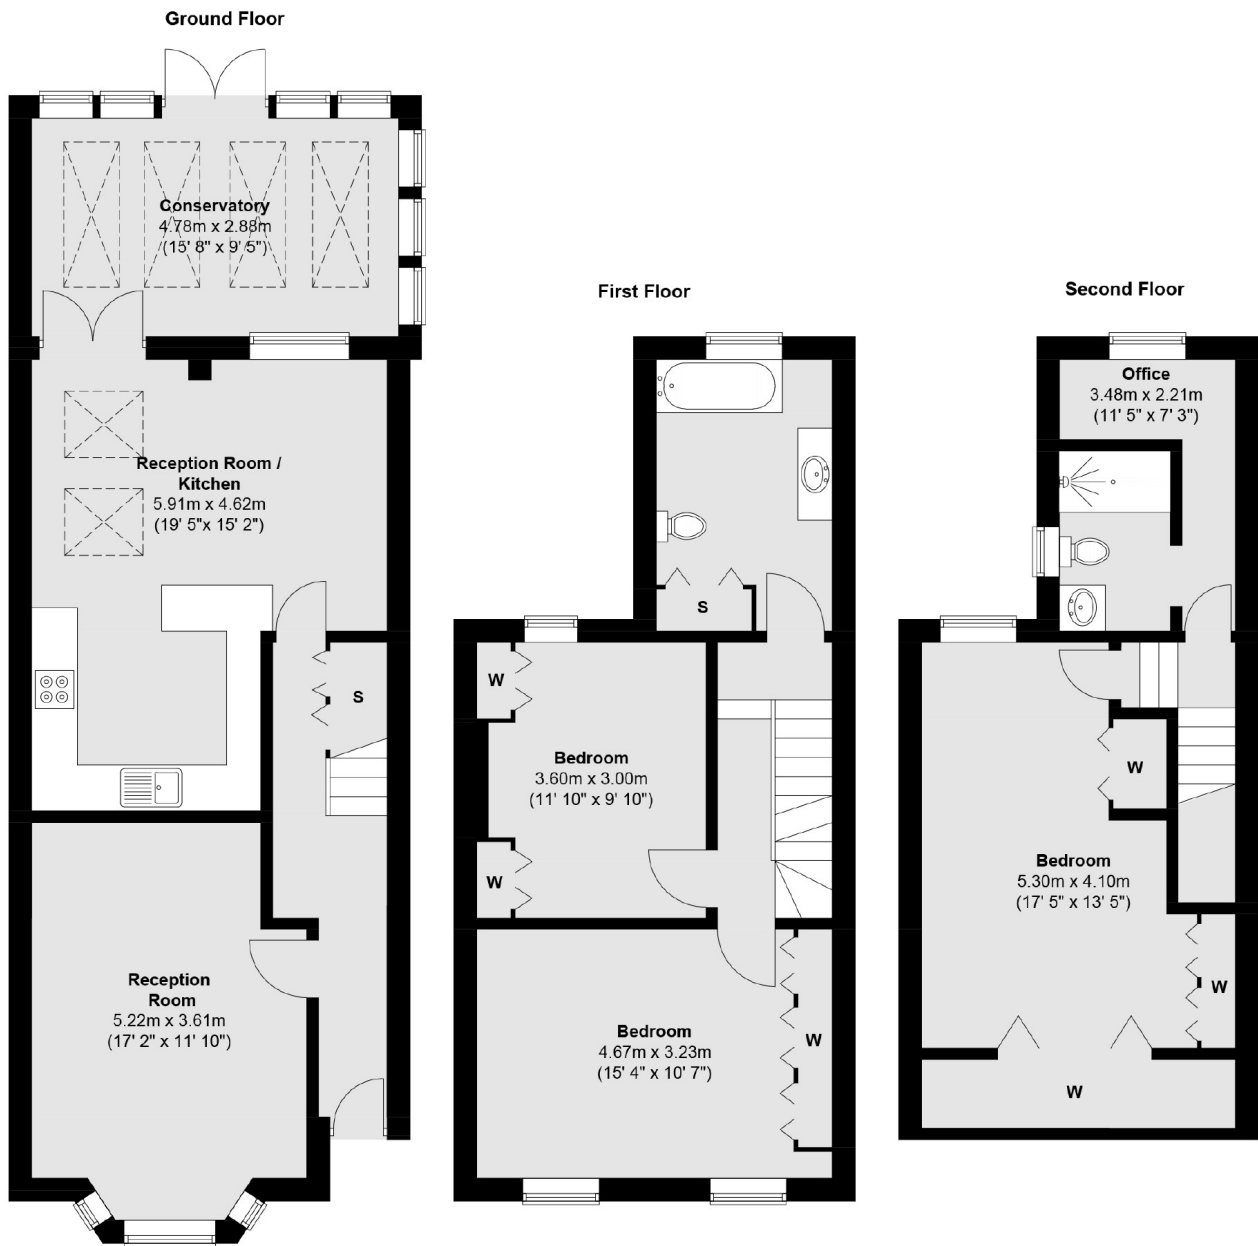 Ground Floor
Conservatory
4.78m x 2.88m
(15' 8" x 9' 5")
Reception Room /
Kitchen
5.91m x 4.62m
(19' 5"x 15' 2")
S
Reception
Room
5.22m x 3.61m
(17' 2" x 11' 10")
First Floor
S
W
Bedroom
3.60m x 3.00m
(11' 10" x 9' 10")
W
Bedroom
4.67m x 3.23m
(15' 4" x 10' 7")
W
Second Floor
Office
3.48m x 2.21m
(11' 5" x 7' 3")
W
Bedroom
5.30m x 4.10m
(17' 5" x 13' 5")
W
W